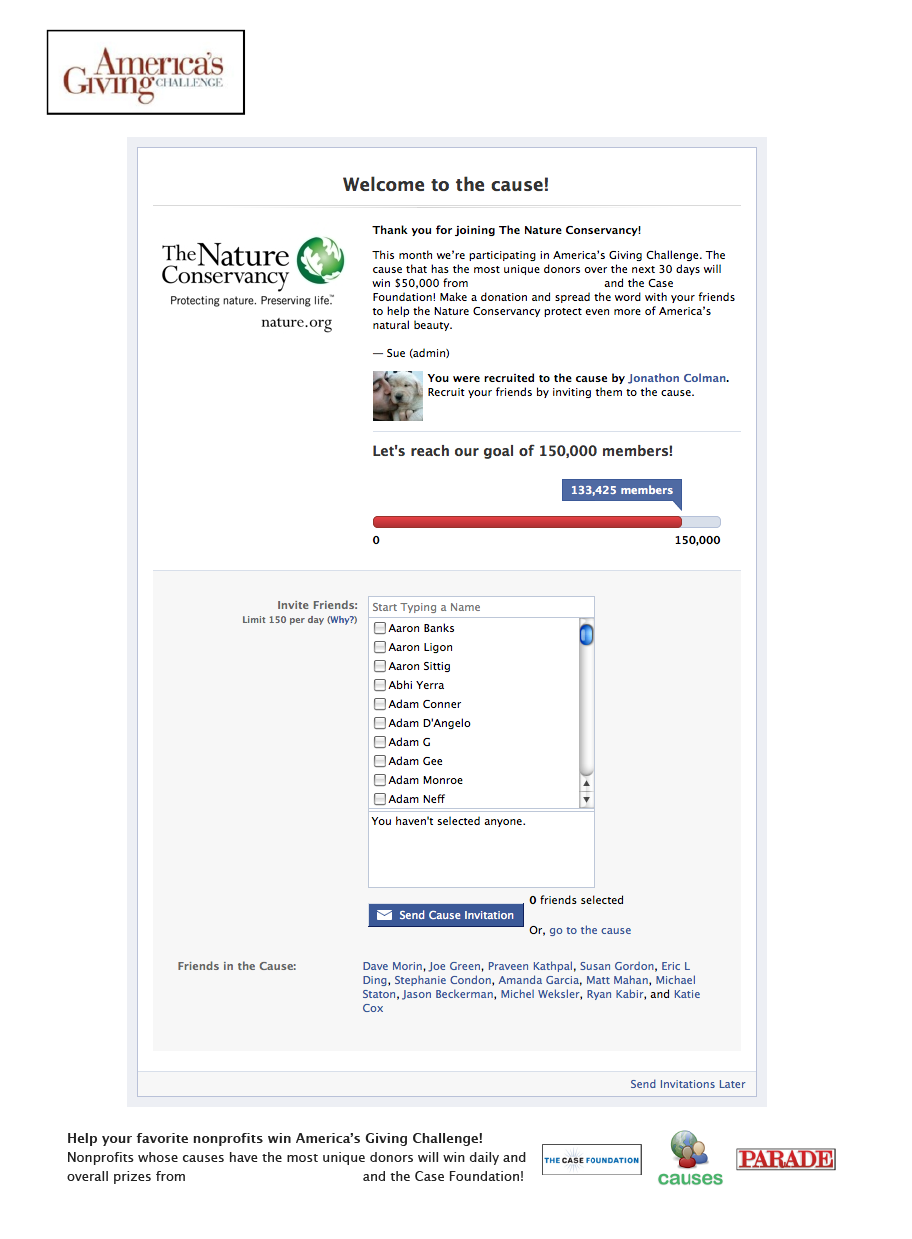 America's
Giving CHALLENGE
Welcome to the cause!
The Nature
Conservancy
Protecting nature. Preserving life.™
nature.org
Thank you for joining The Nature Conservancy!
This month we're participating in America's Giving Challenge. The
cause that has the most unique donors over the next 30 days will
win $50,000 from and the Case
Foundation! Make a donation and spread the word with your friends
to help the Nature Conservancy protect even more of America's
natural beauty.
— Sue (admin)
You were recruited to the cause by Jonathon Colman.
Recruit your friends by inviting them to the cause.
Let's reach our goal of 150,000 members!
133,425 members
0 150,000
Invite Friends:
Limit 150 per day (Why?)
Start Typing a Name
Aaron Banks
Aaron Ligon
Aaron Sittig
Abhi Yerra
Adam Conner
Adam D'Angelo
Adam G
Adam Gee
Adam Monroe
Adam Neff
You haven't selected anyone.
Send Cause Invitation
0 friends selected
Or, go to the cause
Friends in the Cause:
Dave Morin, Joe Green, Praveen Kathpal, Susan Gordon, Eric L
Ding, Stephanie Condon, Amanda Garcia, Matt Mahan, Michael
Staton, Jason Beckerman, Michel Weksler, Ryan Kabir, and Katie
Cox
Send Invitations Later
Help your favorite nonprofits win America's Giving Challenge!
Nonprofits whose causes have the most unique donors will win daily and
overall prizes from and the Case Foundation!
THE CASE FOUNDATION
causes
PARADE